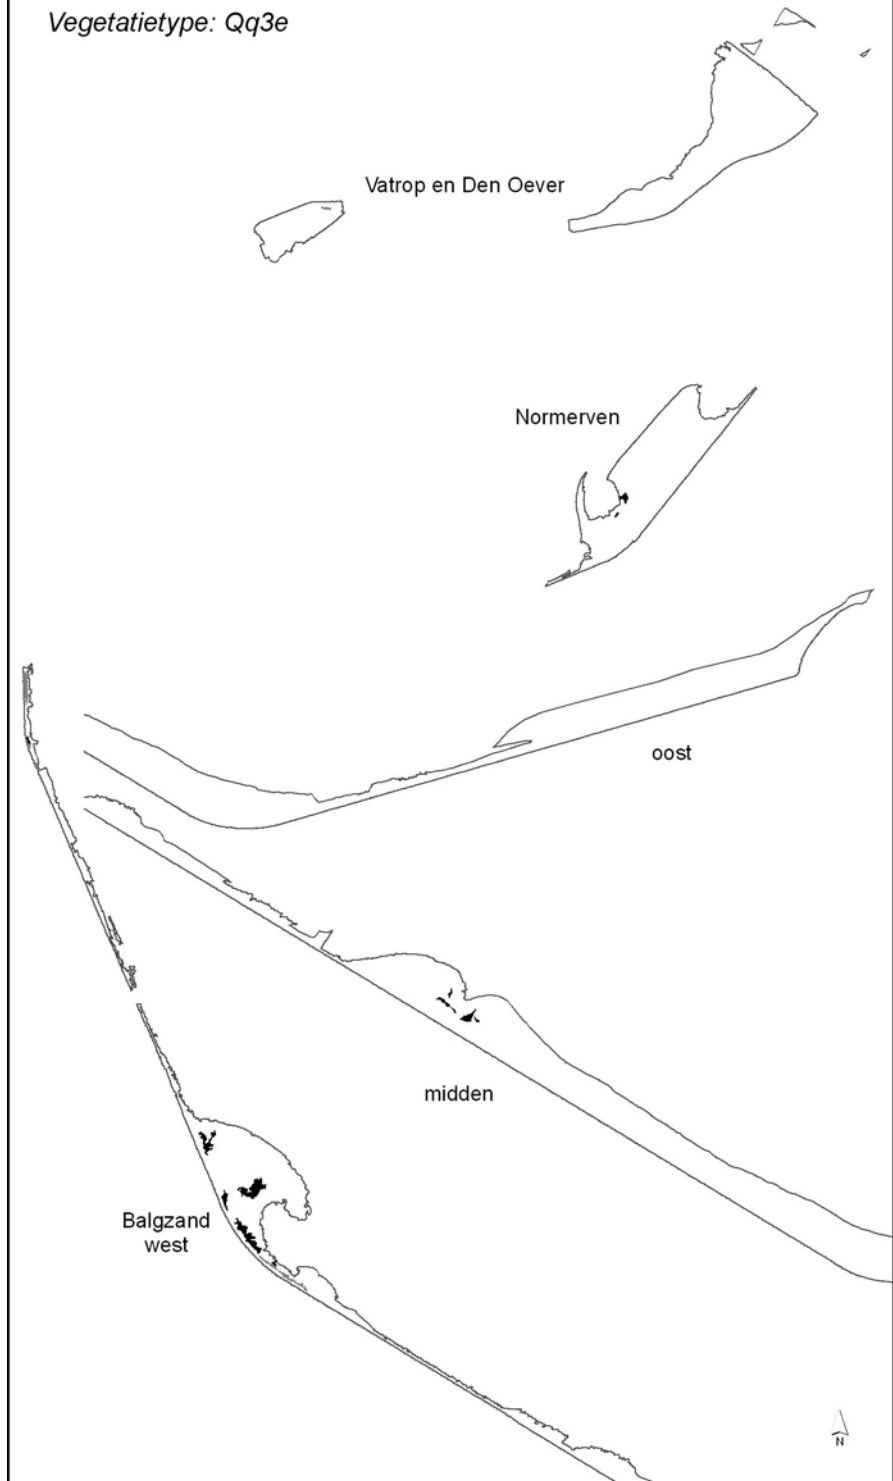 Vegetatietype: Qq3e
Vatrop en Den Oever
Normerven
oost
midden
Balgzand
west
N